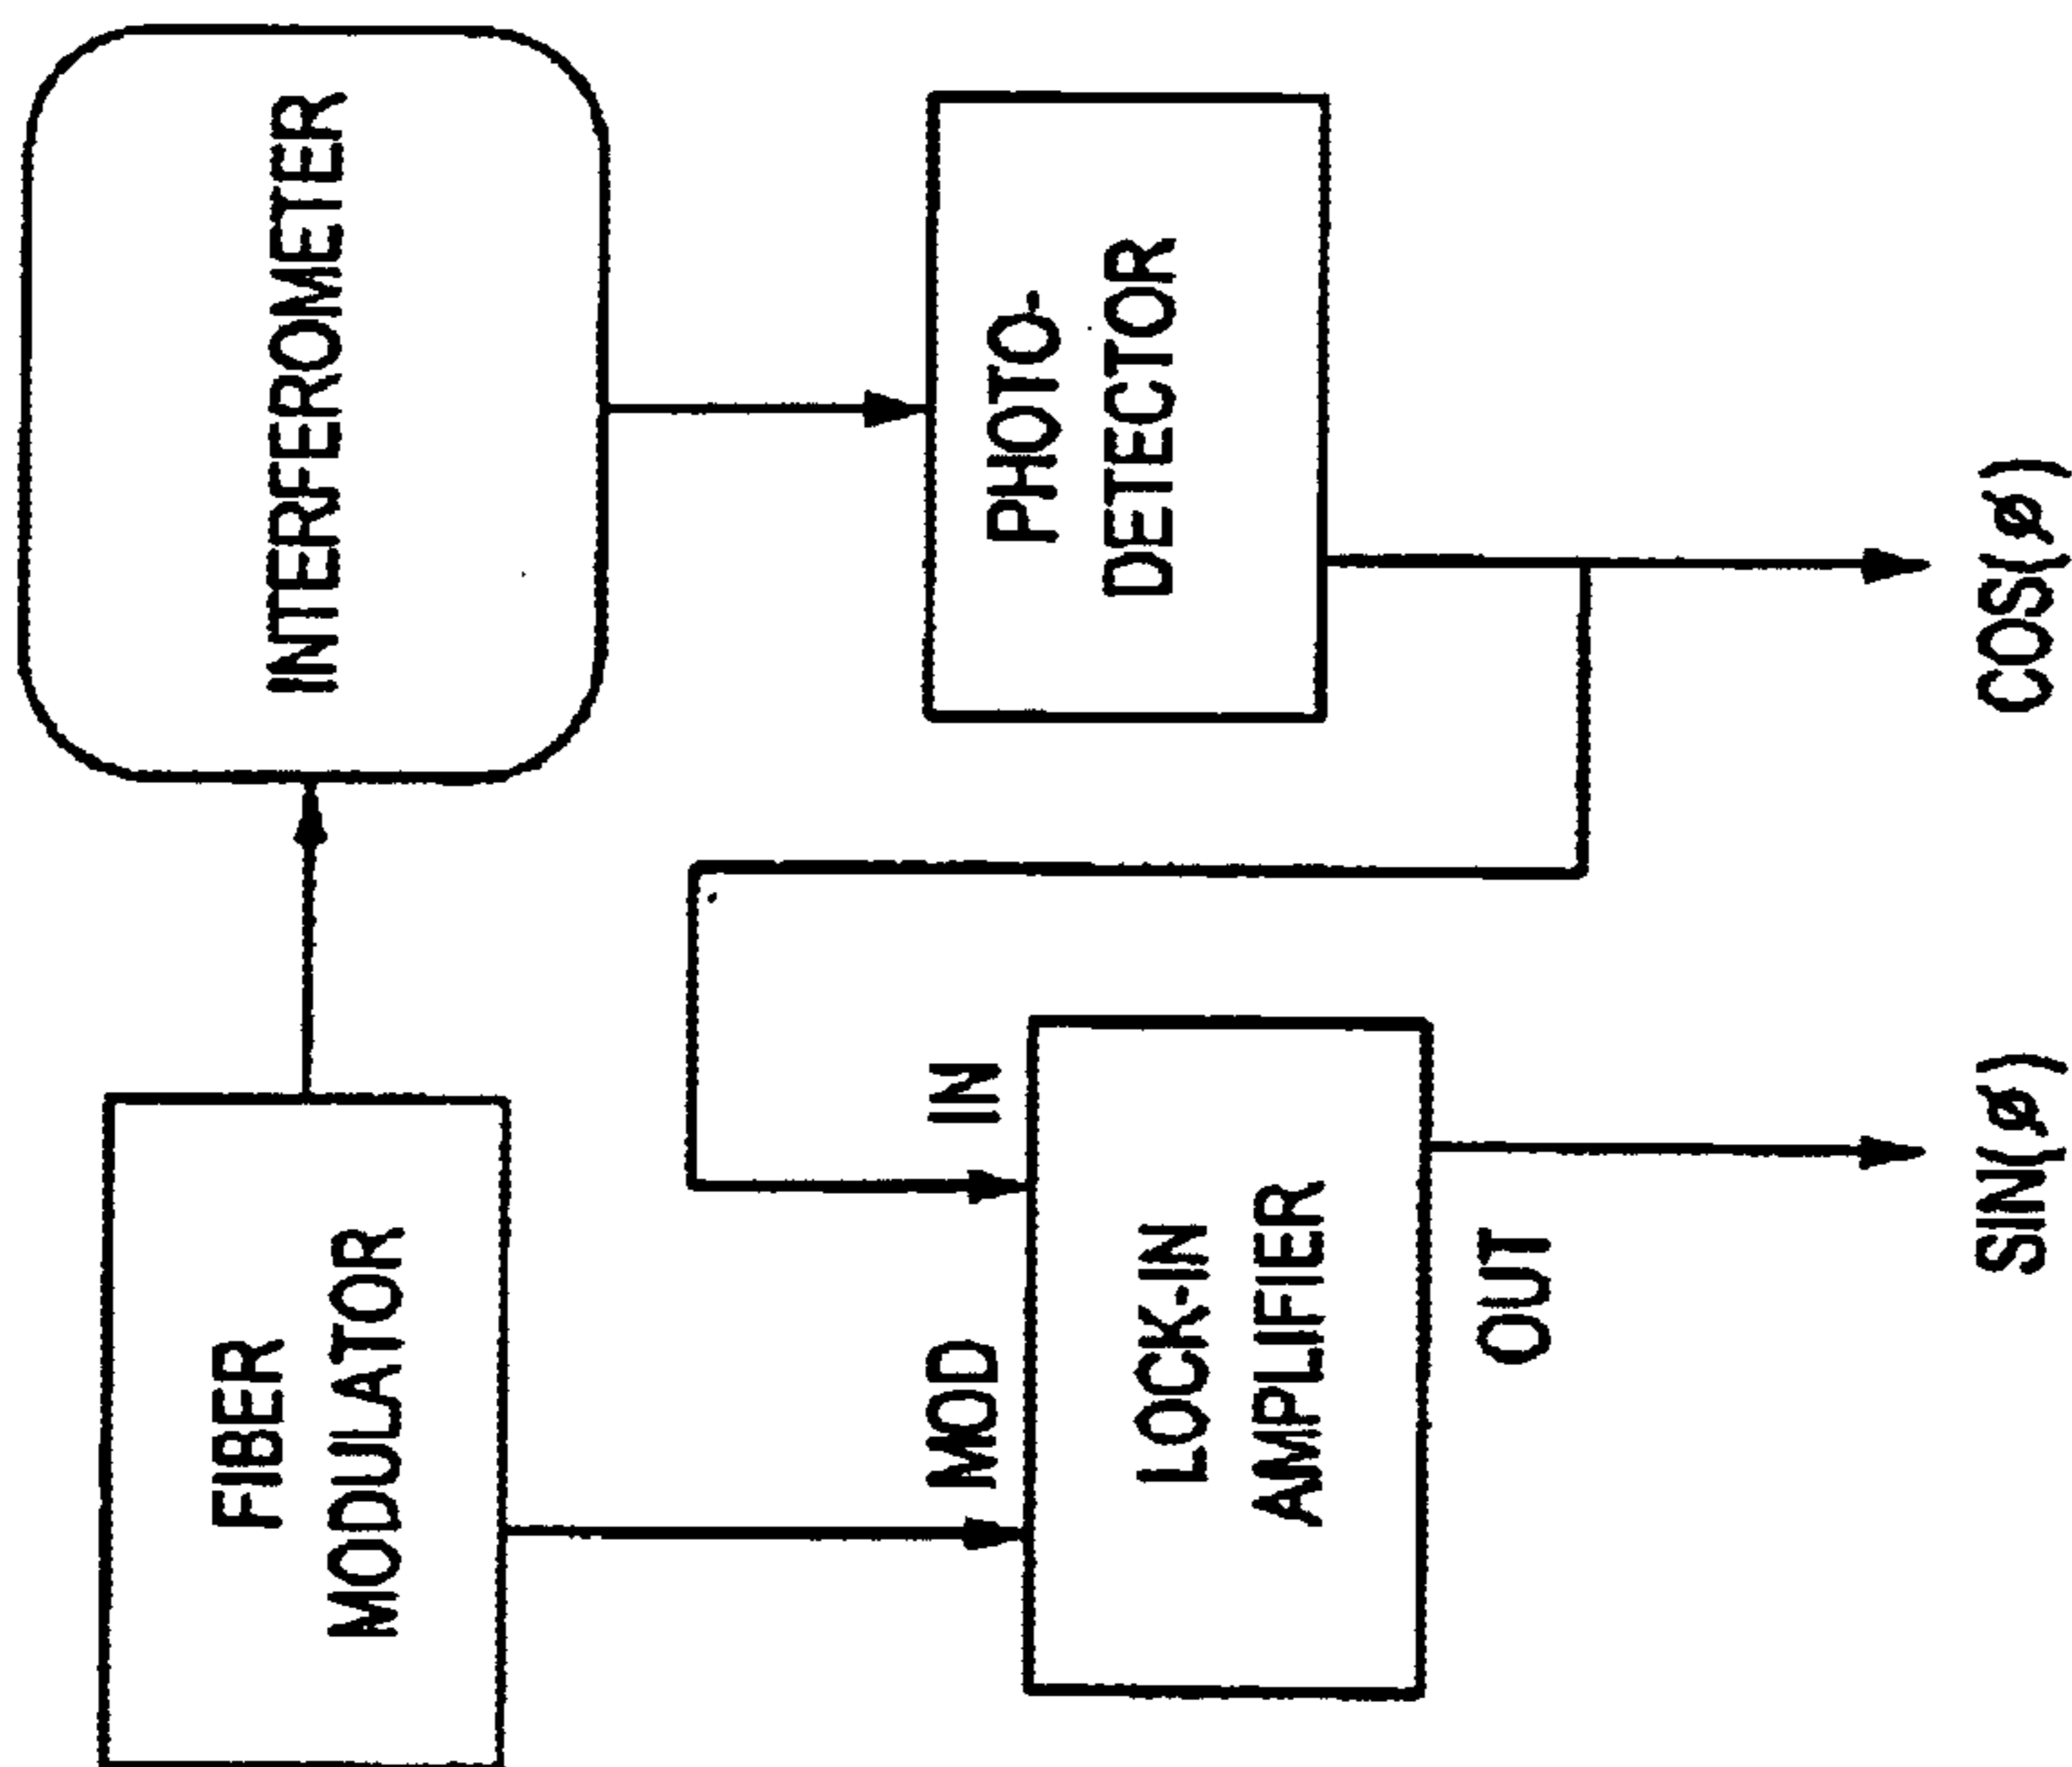 FIBER
MODULATOR
INTERFEROMETER
MOD
IN
LOCK-IN
AMPLIFIER
OUT
PHOTO-
DETECTOR
SIN(ø)
COS(ø)